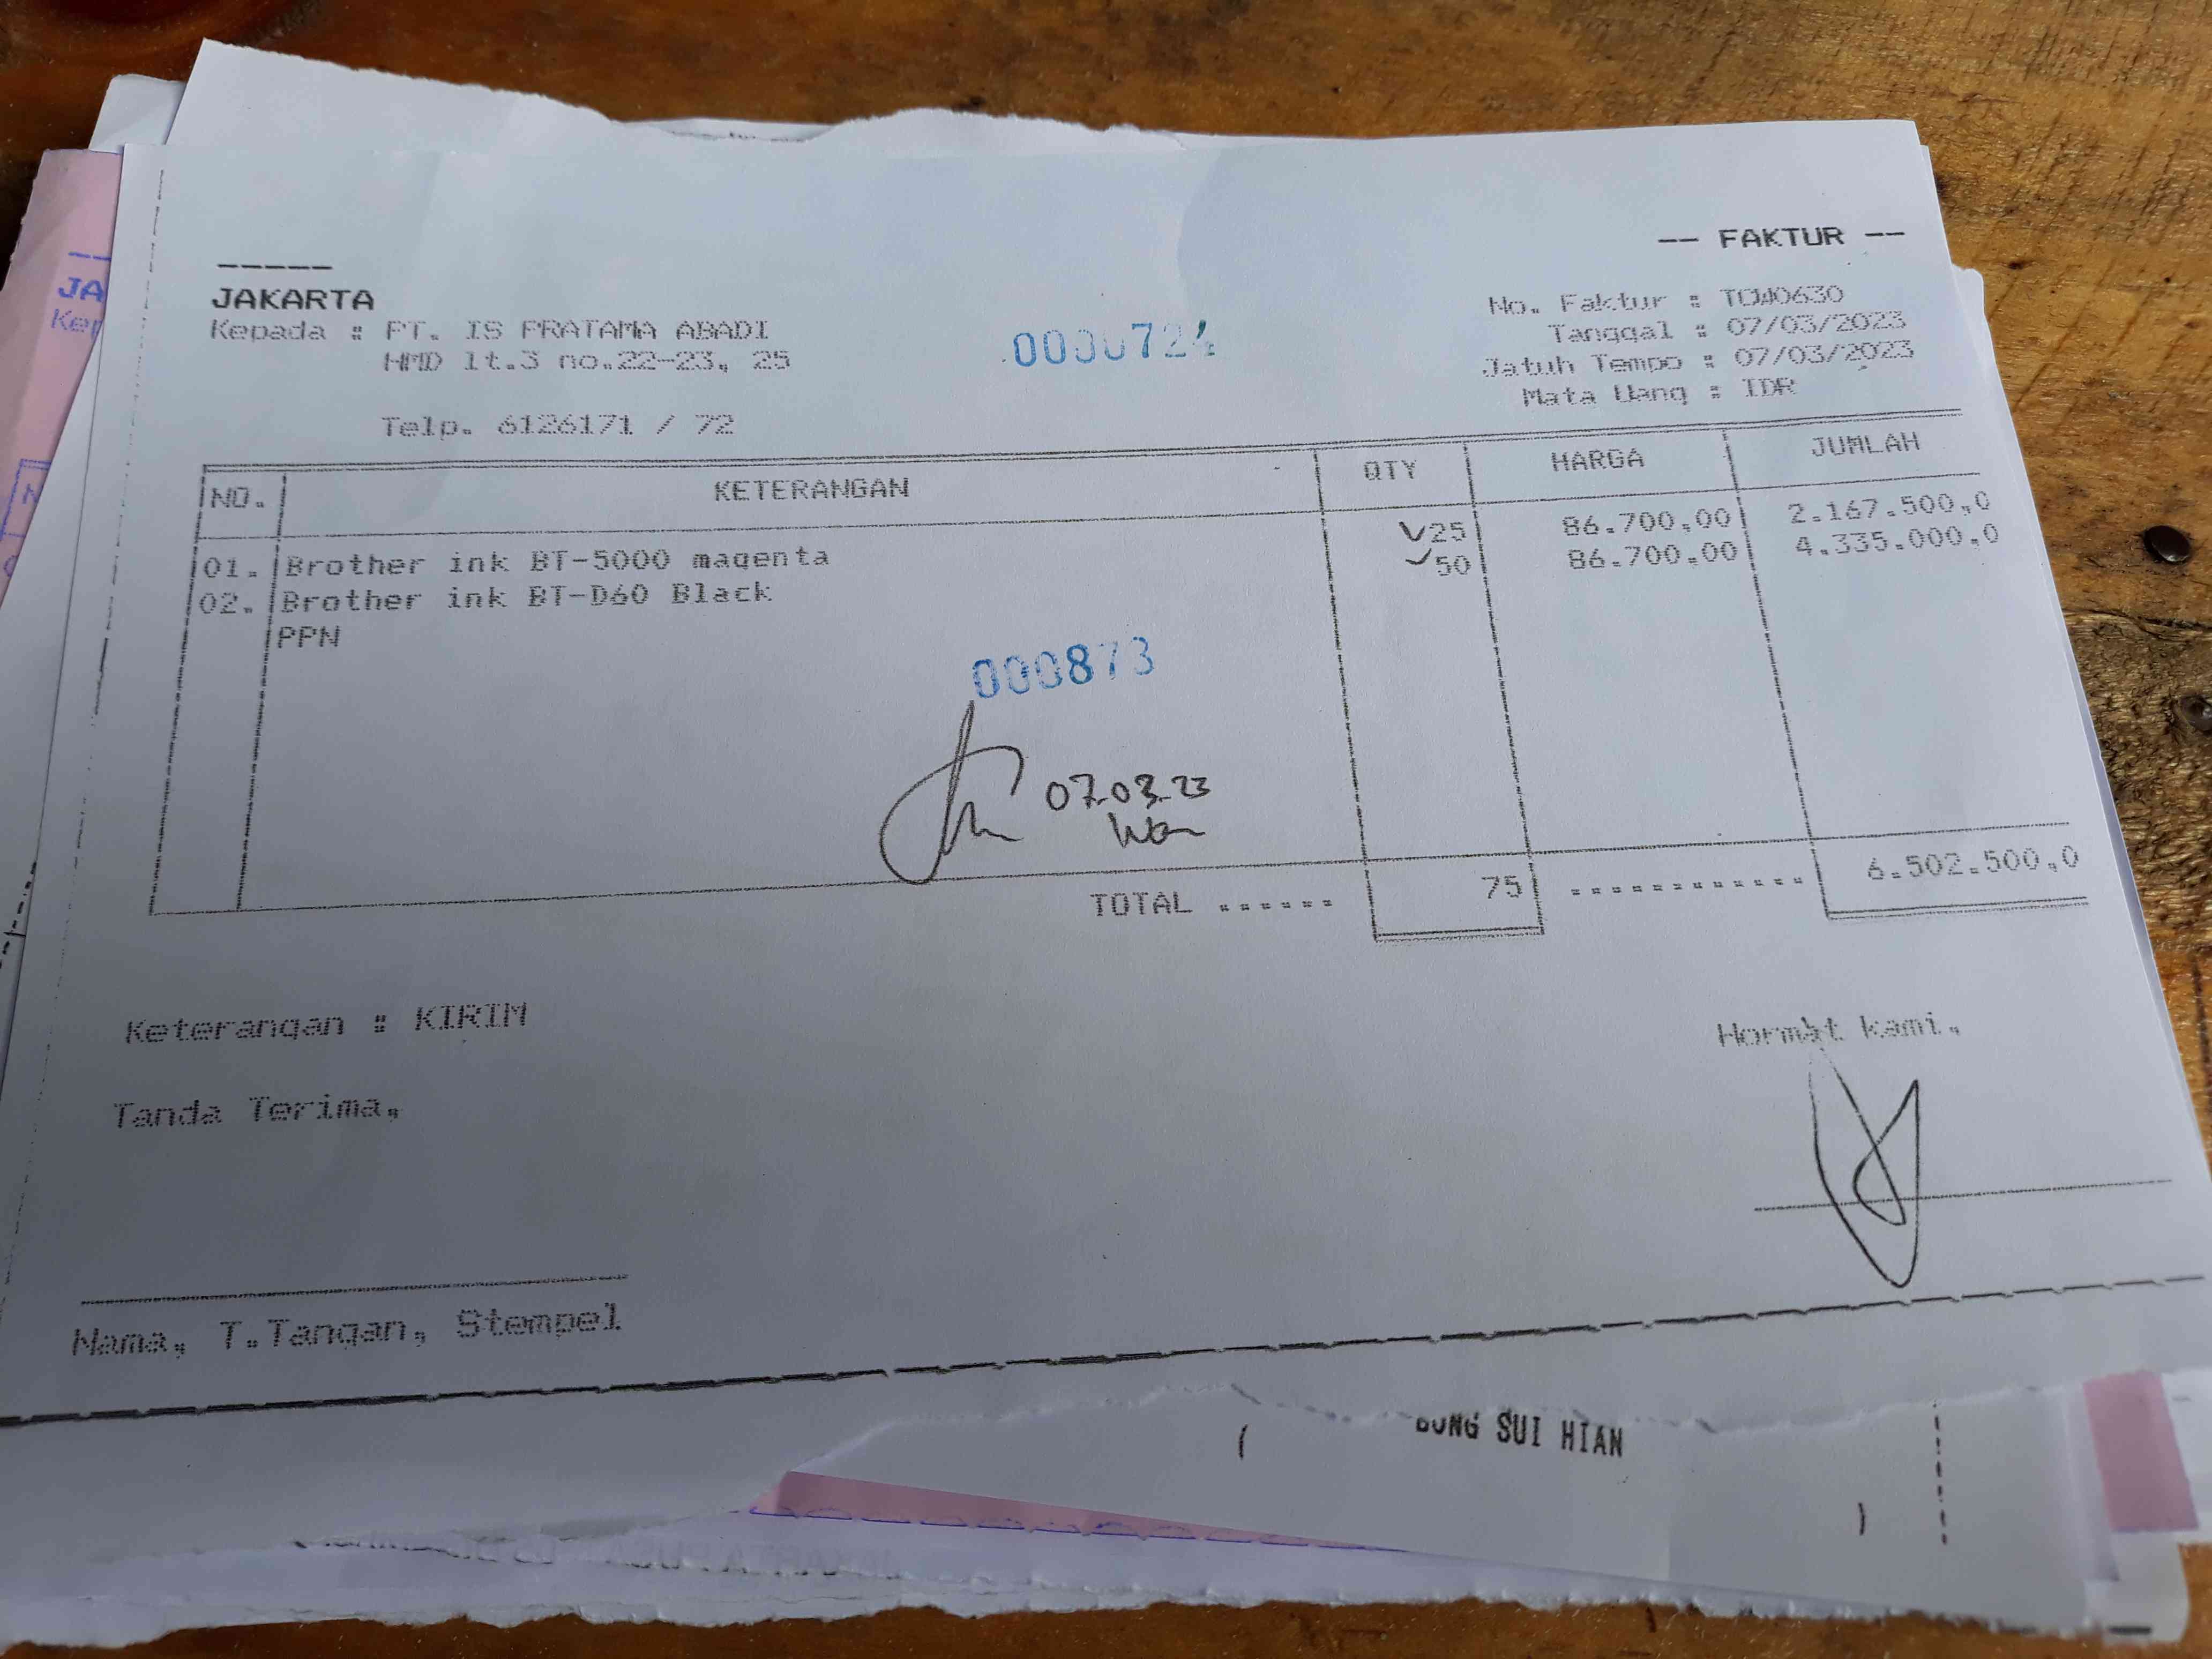 -- FAKTUR --
-----
JAKARTA
Kepada : PT. IS PRATAMA ABADI
HMD lt.3 no.22-23, 25
Telp. 6126171 / 72
0000724
No. Faktur : TCW0630
Tanggal : 07/03/2023
Jatuh Tempo : 07/03/2023
Mata Uang : IDR
NO. KETERANGAN QTY HARGA JUMLAH
01. Brother ink BT-5000 magenta 25 86.700,00 2.167.500,0
02. Brother ink BT-D60 Black 50 86.700,00 4.335.000,0
PPN
000873
07.03.23
TOTAL ...... 75 ............ 6.502.500,0
Keterangan : KIRIM
Hormat kami,
Tanda Terima,
Nama, T.Tangan, Stempel
( SUI HIAN )
JA
Kep